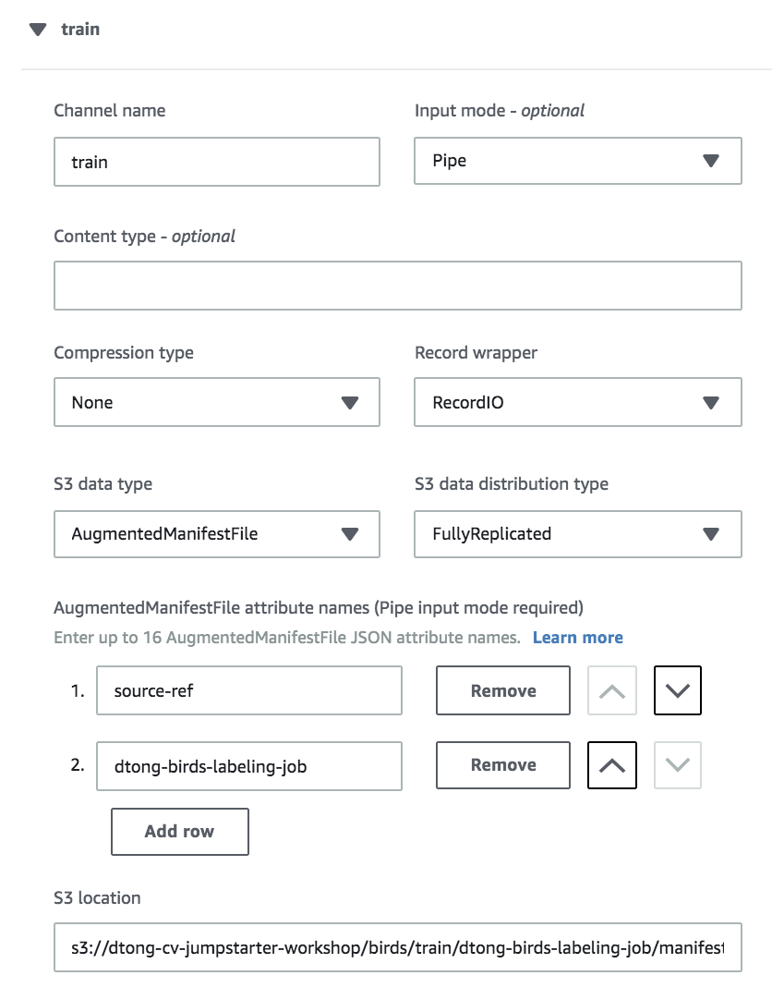 train
Channel name
Input mode - optional
train
Pipe
Content type - optional
Compression type
Record wrapper
None
RecordIO
S3 data type
S3 data distribution type
AugmentedManifestFile
FullyReplicated
AugmentedManifestFile attribute names (Pipe input mode required)
Enter up to 16 AugmentedManifestFile JSON attribute names. Learn more
1. source-ref Remove
2. dtong-birds-labeling-job Remove
Add row
S3 location
s3://dtong-cv-jumpstarter-workshop/birds/train/dtong-birds-labeling-job/manifest